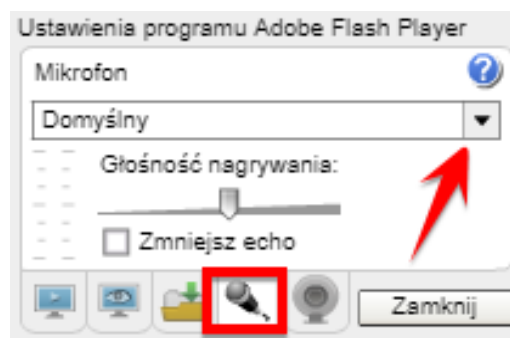 Ustawienia programu Adobe Flash Player
Mikrofon
Domyślny
Głośność nagrywania:
Zmniejsz echo
Zamknij